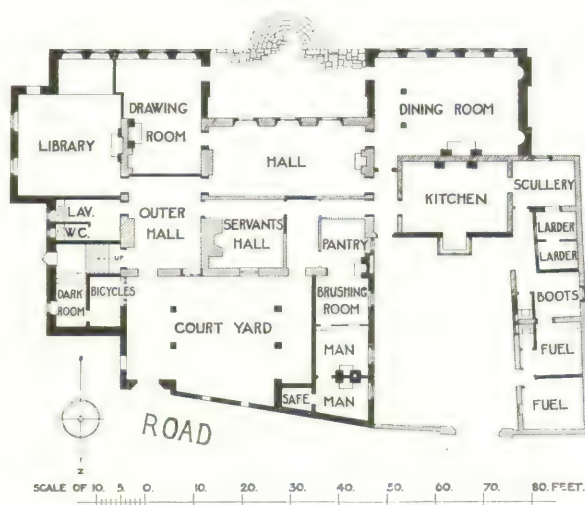 DRAWING
ROOM
DINING ROOM
LIBRARY
HALL
KITCHEN
SCULLERY
LAV.
W.C.
OUTER
HALL
SERVANTS
HALL
PANTRY
LARDER
LARDER
UP
DARK
ROOM
BICYCLES
BRUSHING
ROOM
BOOTS
COURT YARD
MAN
MAN
SAFE
FUEL
FUEL
ROAD
SCALE OF 10. 5. 0. 10. 20. 30. 40. 50. 60. 70. 80. FEET.